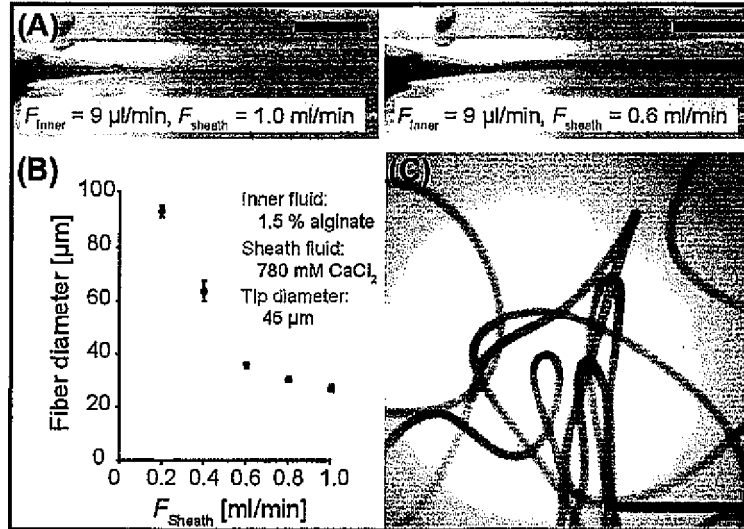 (A)
F_inner = 9 µl/min, F_sheath = 1.0 ml/min
F_inner = 9 µl/min, F_sheath = 0.6 ml/min
(B)
Inner fluid:
1.5 % alginate
Sheath fluid:
780 mM CaCl₂
Tip diameter:
45 µm
Fiber diameter [µm]
100
80
60
40
20
0
0 0.2 0.4 0.6 0.8 1.0
F_Sheath [ml/min]
(C)